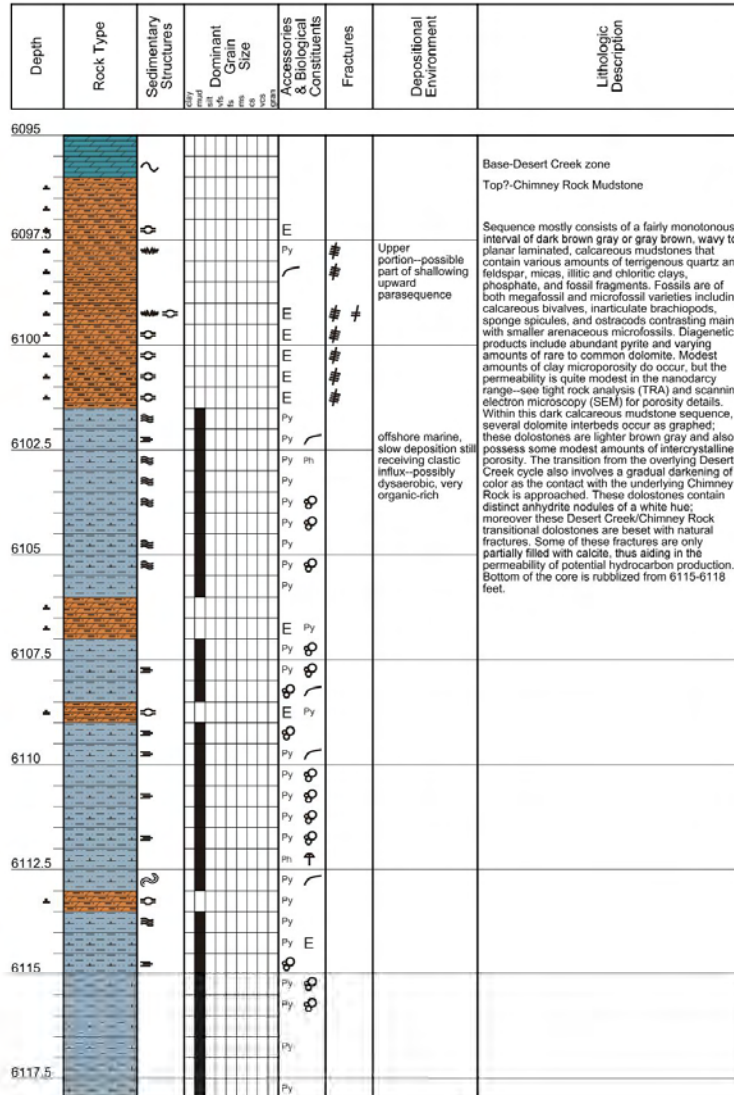 Depth
Rock Type
Sedimentary
Structures
Dominant
Grain
Size
clay
mud
silt
vfs
fs
ms
cs
vcs
gran
Accessories
& Biological
Constituents
Fractures
Depositional
Environment
Lithologic
Description
6095
Base-Desert Creek zone
Top?-Chimney Rock Mudstone
E
6097.5
Py
Upper
portion--possible
part of shallowing
upward
parasequence
Sequence mostly consists of a fairly monotonous
interval of dark brown gray or gray brown, wavy to
planar laminated, calcareous mudstones that
contain various amounts of terrigenous quartz an
feldspar, micas, illitic and chloritic clays,
phosphate, and fossil fragments. Fossils are of
both megafossil and microfossil varieties includin
calcareous bivalves, inarticulate brachiopods,
sponge spicules, and ostracods contrasting main
with smaller arenaceous microfossils. Diagenetic
products include abundant pyrite and varying
amounts of rare to common dolomite. Modest
amounts of clay microporosity do occur, but the
permeability is quite modest in the nanodarcy
range--see tight rock analysis (TRA) and scannin
electron microscopy (SEM) for porosity details.
Within this dark calcareous mudstone sequence,
several dolomite interbeds occur as graphed;
these dolostones are lighter brown gray and also
possess some modest amounts of intercrystalline
porosity. The transition from the overlying Desert
Creek cycle also involves a gradual darkening of
color as the contact with the underlying Chimney
Rock is approached. These dolostones contain
distinct anhydrite nodules of a white hue;
moreover these Desert Creek/Chimney Rock
transitional dolostones are beset with natural
fractures. Some of these fractures are only
partially filled with calcite, thus aiding in the
permeability of potential hydrocarbon production.
Bottom of the core is rubblized from 6115-6118
feet.
E
E
6100
E
E
E
Py
Py
6102.5
offshore marine,
slow deposition still
receiving clastic
influx--possibly
dysaerobic, very
organic-rich
Py Ph
Py
Py
Py
Py
6105
Py
Py
E Py
Py
6107.5
Py
E Py
Py
6110
Py
Py
Py
Py
Ph
6112.5
Py
Py
Py
Py E
6115
Py
Py
Py
6117.5
Py